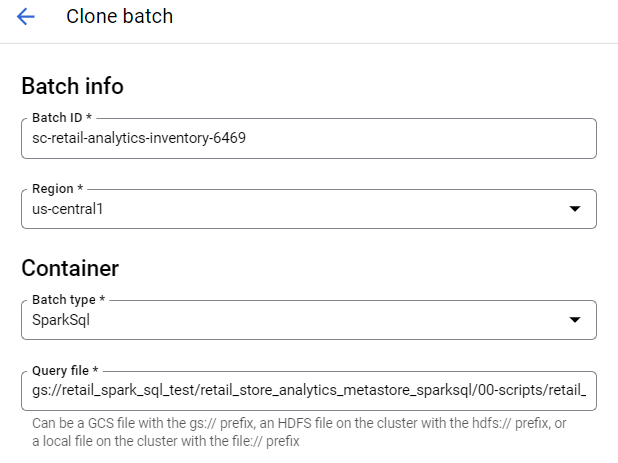 Clone batch
Batch info
Batch ID *
sc-retail-analytics-inventory-6469
Region *
us-central1
Container
Batch type *
SparkSql
Query file *
gs://retail_spark_sql_test/retail_store_analytics_metastore_sparksql/00-scripts/retail_
Can be a GCS file with the gs:// prefix, an HDFS file on the cluster with the hdfs:// prefix, or
a local file on the cluster with the file:// prefix